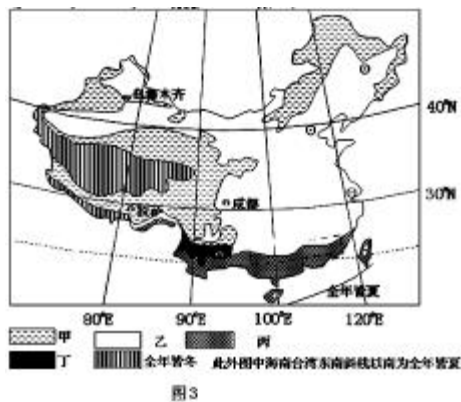 乌鲁木齐
40°N
拉萨
成都
30°N
全年皆夏
80°E
90°E
100°E
120°E
甲
乙
丙
丁
全年皆冬
此外图中海南台湾东南斜线以南为全年皆夏
图3